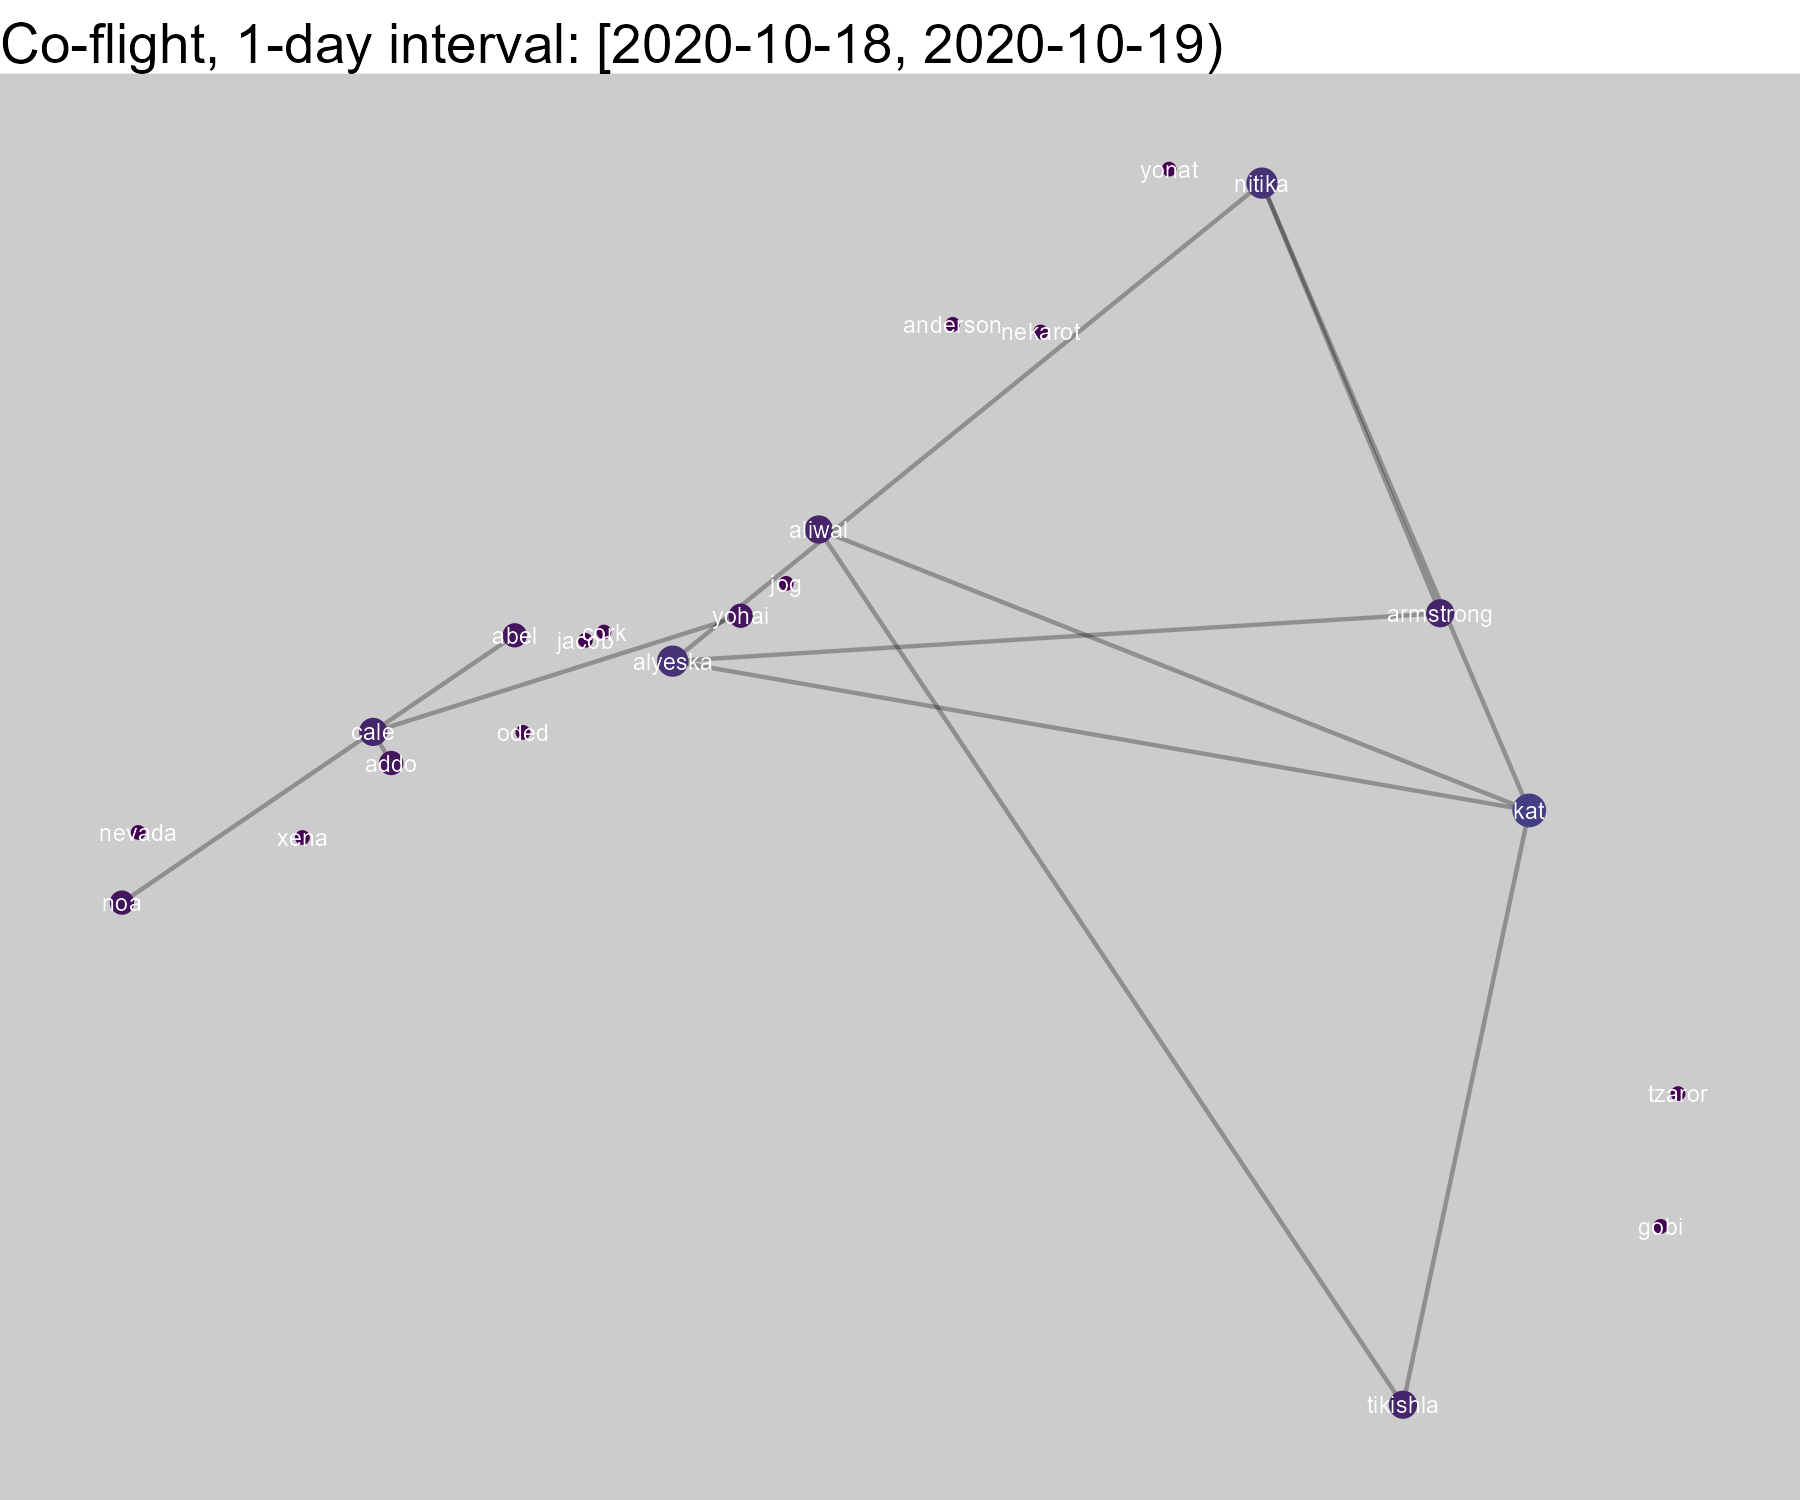 Co-flight, 1-day interval: [2020-10-18, 2020-10-19)
yonat
nitika
anderson
nekarot
aliwal
jog
yohai
armstrong
abel
cork
jacob
alyeska
cale
oded
addo
kat
nevada
xena
noa
tzaror
gobi
tikishla